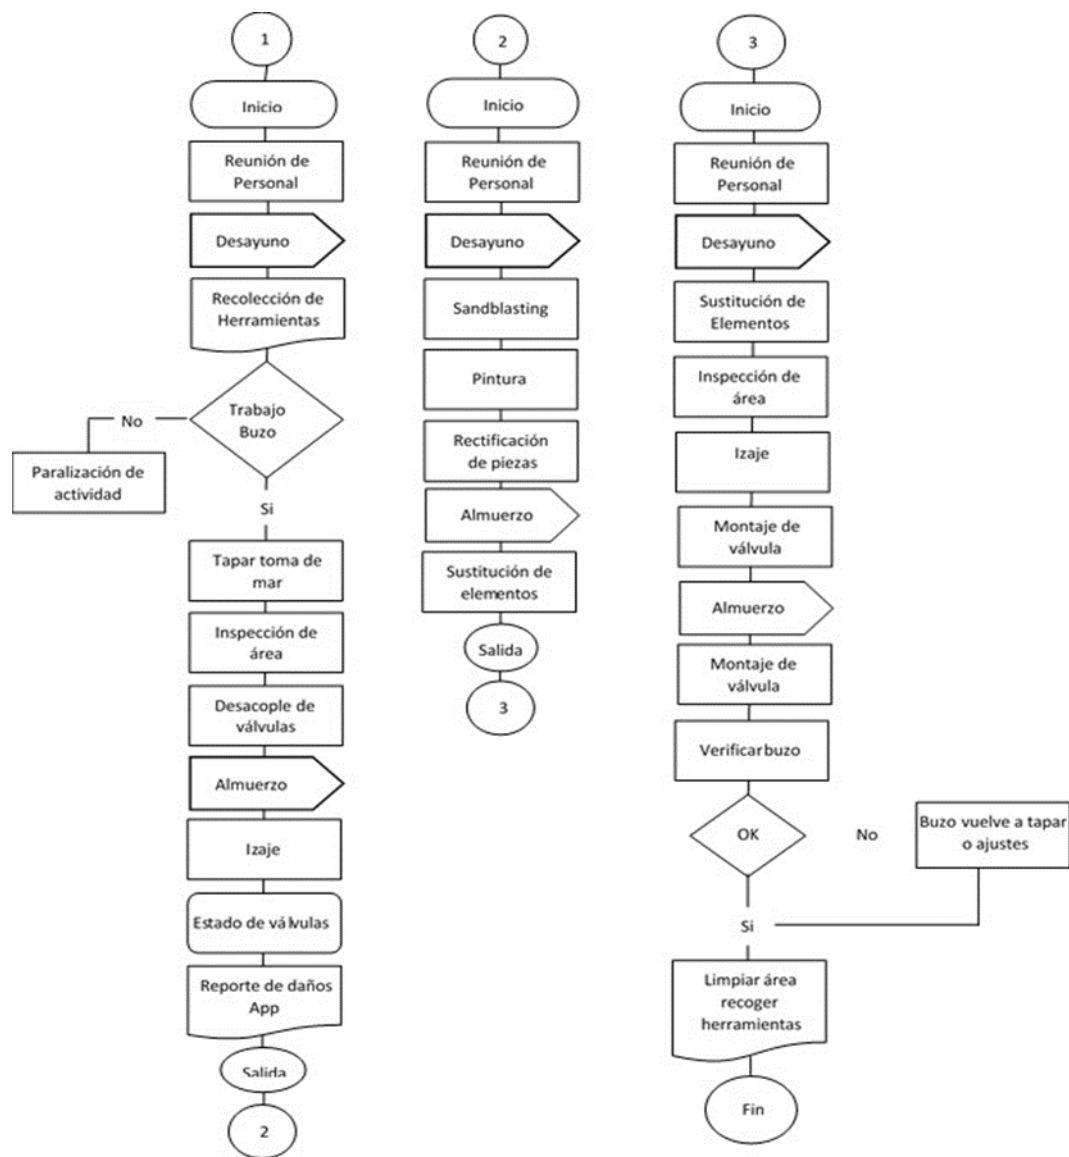 1
Inicio
Reunión de
Personal
Desayuno
Recolección de
Herramientas
Trabajo
Buzo
No
Paralización de
actividad
Si
Tapar toma de
mar
Inspección de
área
Desacople de
válvulas
Almuerzo
Izaje
Estado de válvulas
Reporte de daños
App
Salida
2
2
Inicio
Reunión de
Personal
Desayuno
Sandblasting
Pintura
Rectificación
de piezas
Almuerzo
Sustitución de
elementos
Salida
3
3
Inicio
Reunión de
Personal
Desayuno
Sustitución de
Elementos
Inspección de
área
Izaje
Montaje de
válvula
Almuerzo
Montaje de
válvula
Verificar buzo
OK
No
Buzo vuelve a tapar
o ajustes
Si
Limpiar área
recoger
herramientas
Fin